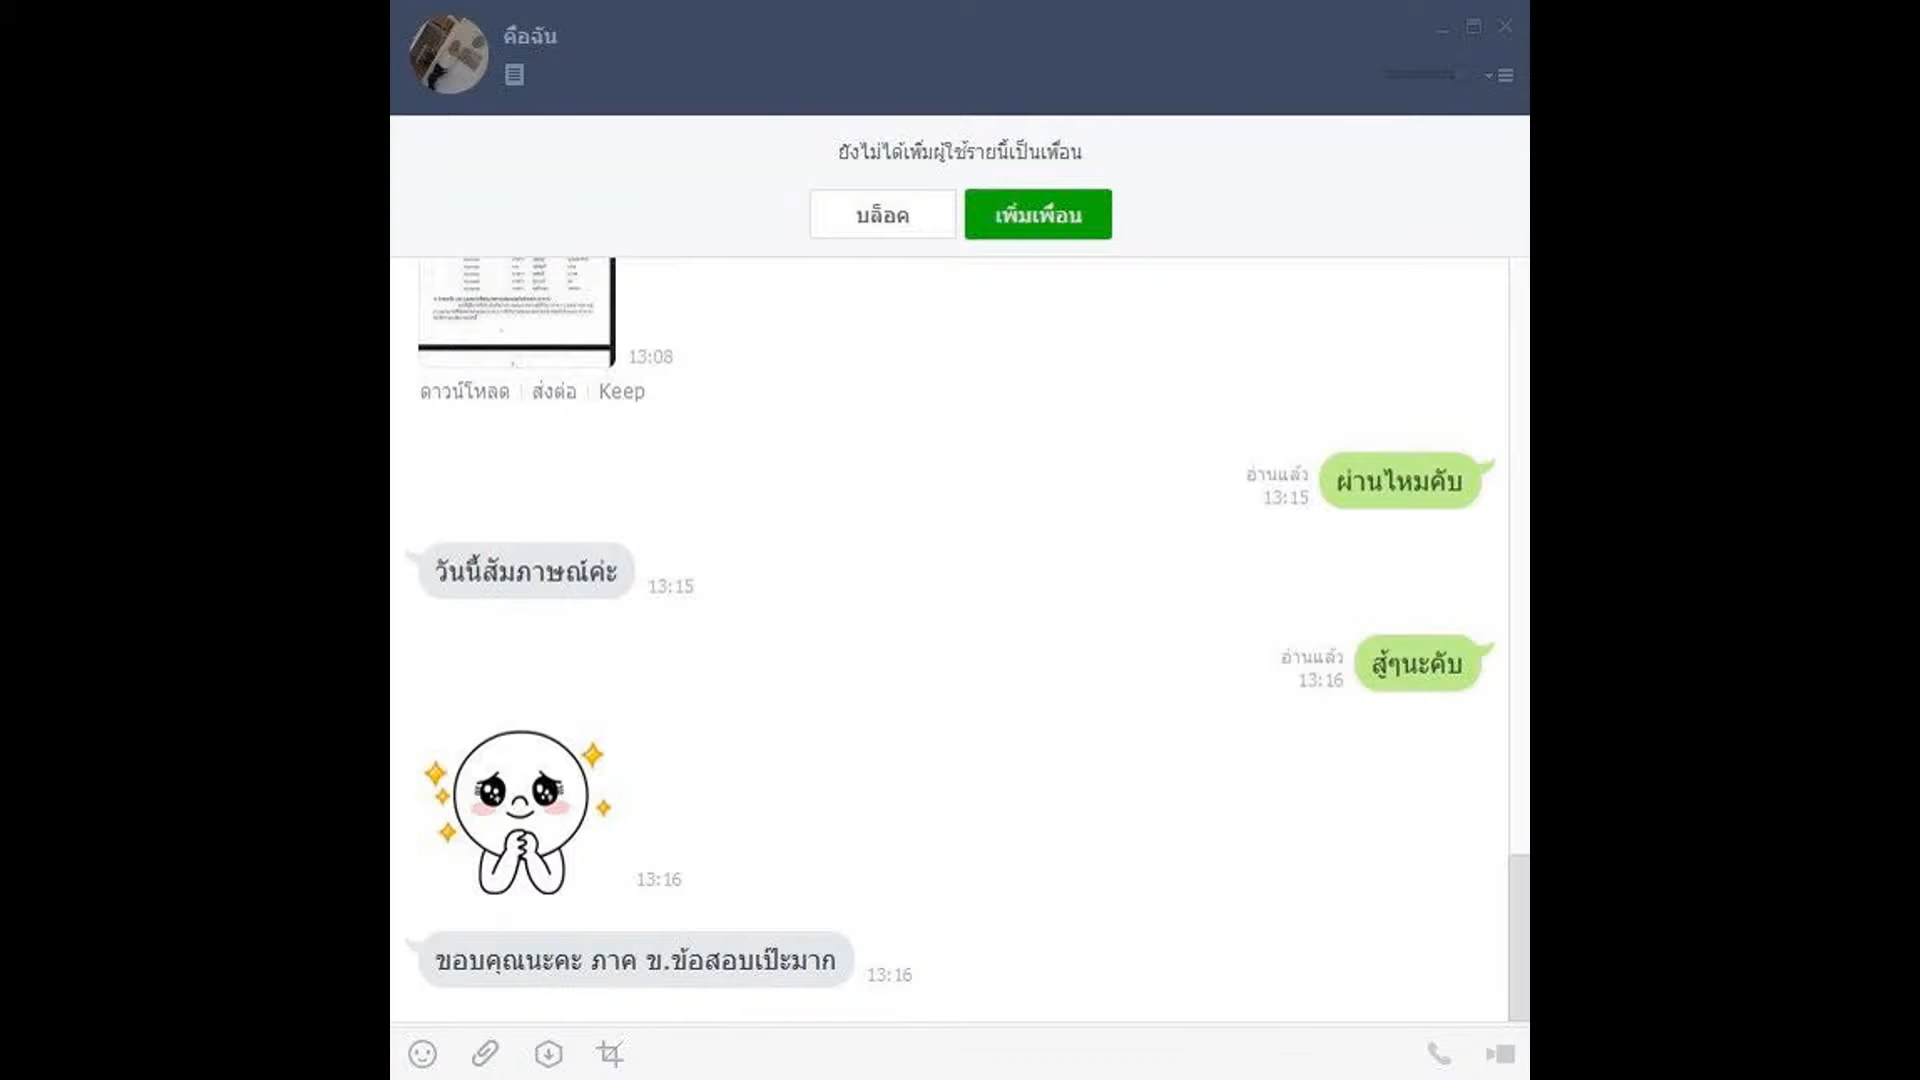 คือฉัน
ยังไม่ได้เพิ่มผู้ใช้รายนี้เป็นเพื่อน
บล็อค
เพิ่มเพื่อน
13:08
ดาวน์โหลด
ส่งต่อ
Keep
อ่านแล้ว
13:15
ผ่านไหมคับ
วันนี้สัมภาษณ์ค่ะ
13:15
อ่านแล้ว
13:16
สู้ๆนะคับ
13:16
ขอบคุณนะคะ ภาค ข.ข้อสอบเป๊ะมาก
13:16